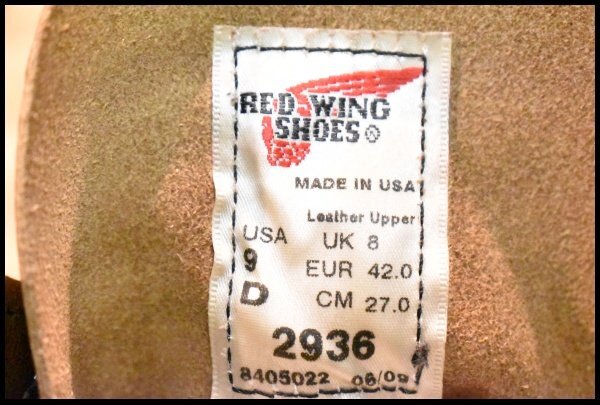 RED WING
SHOES®
MADE IN USA
Leather Upper
USA UK 8
9 EUR 42.0
D CM 27.0
2936
8405022 06/09